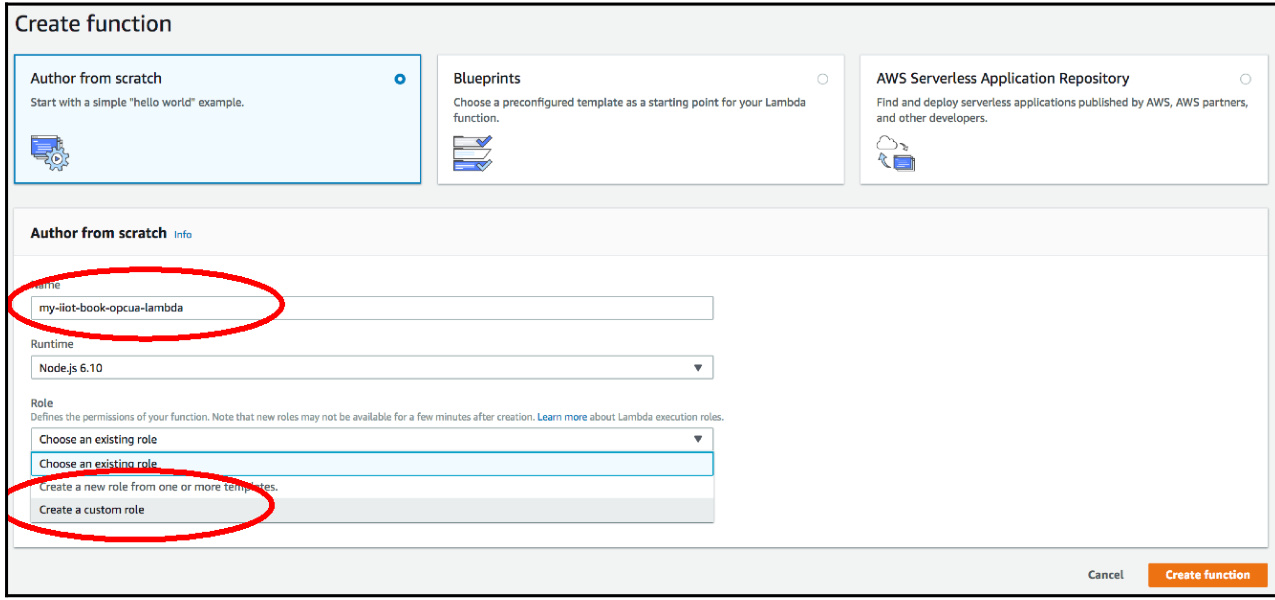 Create function
Author from scratch
Start with a simple "hello world" example.
Blueprints
Choose a preconfigured template as a starting point for your Lambda
function.
AWS Serverless Application Repository
Find and deploy serverless applications published by AWS, AWS partners,
and other developers.
Author from scratch Info
Name
my-iiot-book-opcua-lambda
Runtime
Node.js 6.10
Role
Defines the permissions of your function. Note that new roles may not be available for a few minutes after creation. Learn more about Lambda execution roles.
Choose an existing role
Choose an existing role
Create a new role from one or more templates.
Create a custom role
Cancel
Create function